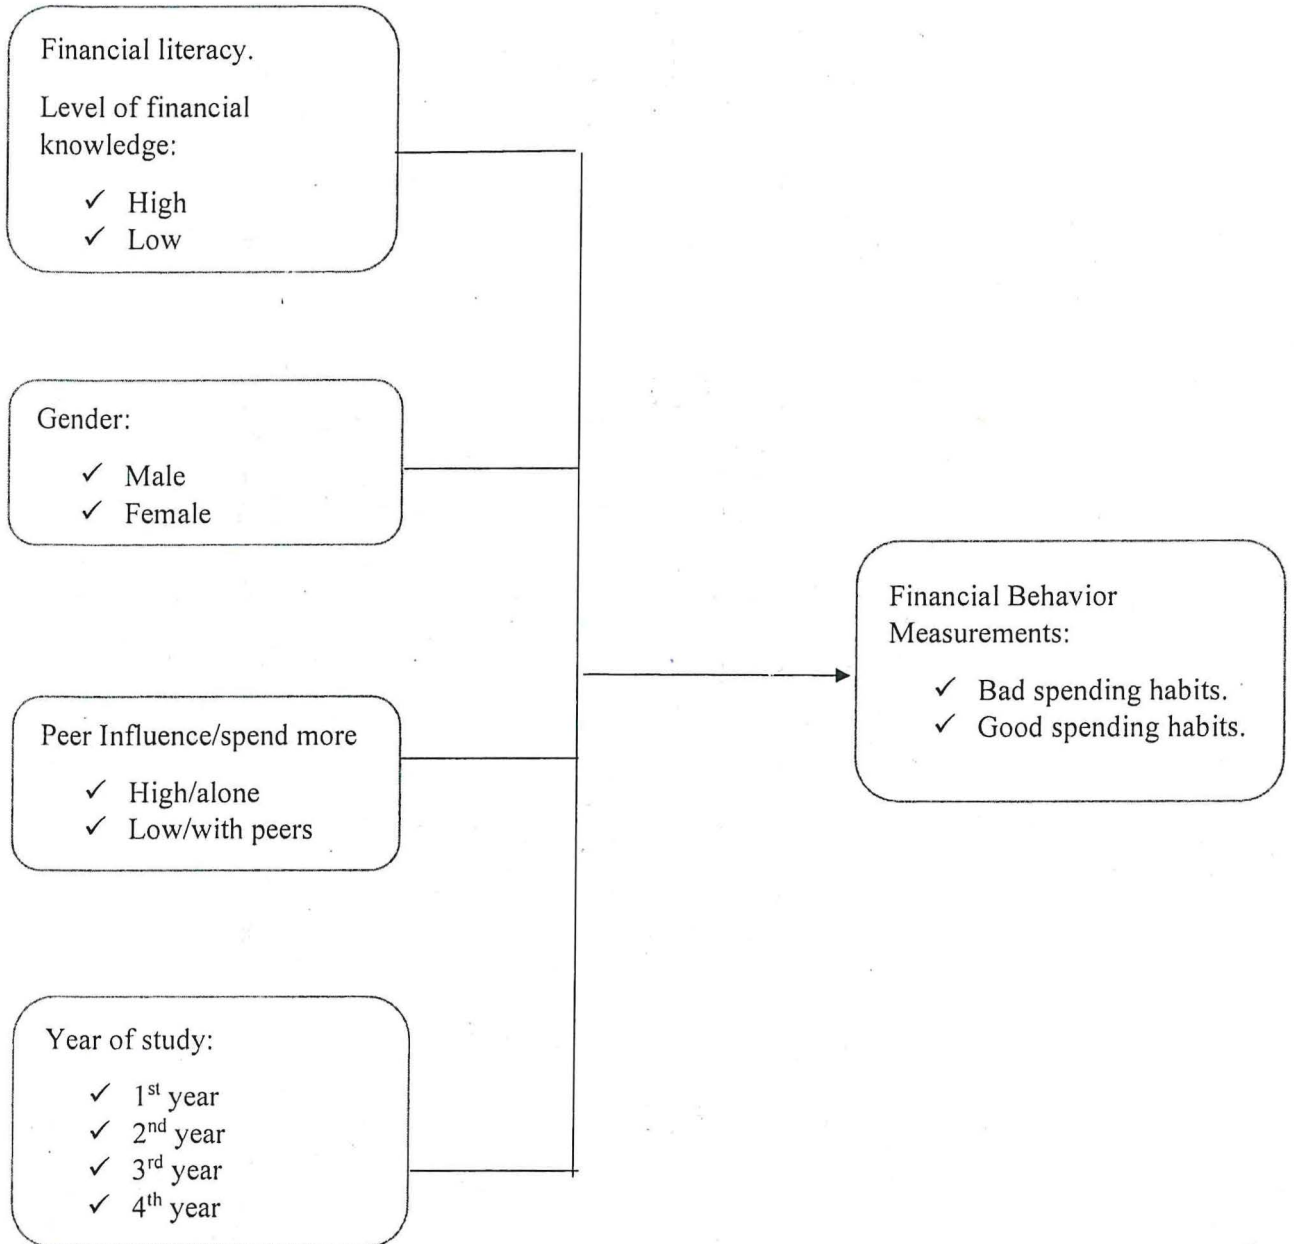 Financial literacy.
Level of financial
knowledge:
✓ High
✓ Low
Gender:
✓ Male
✓ Female
Peer Influence/spend more
✓ High/alone
✓ Low/with peers
Year of study:
✓ 1st year
✓ 2nd year
✓ 3rd year
✓ 4th year
Financial Behavior
Measurements:
✓ Bad spending habits.
✓ Good spending habits.